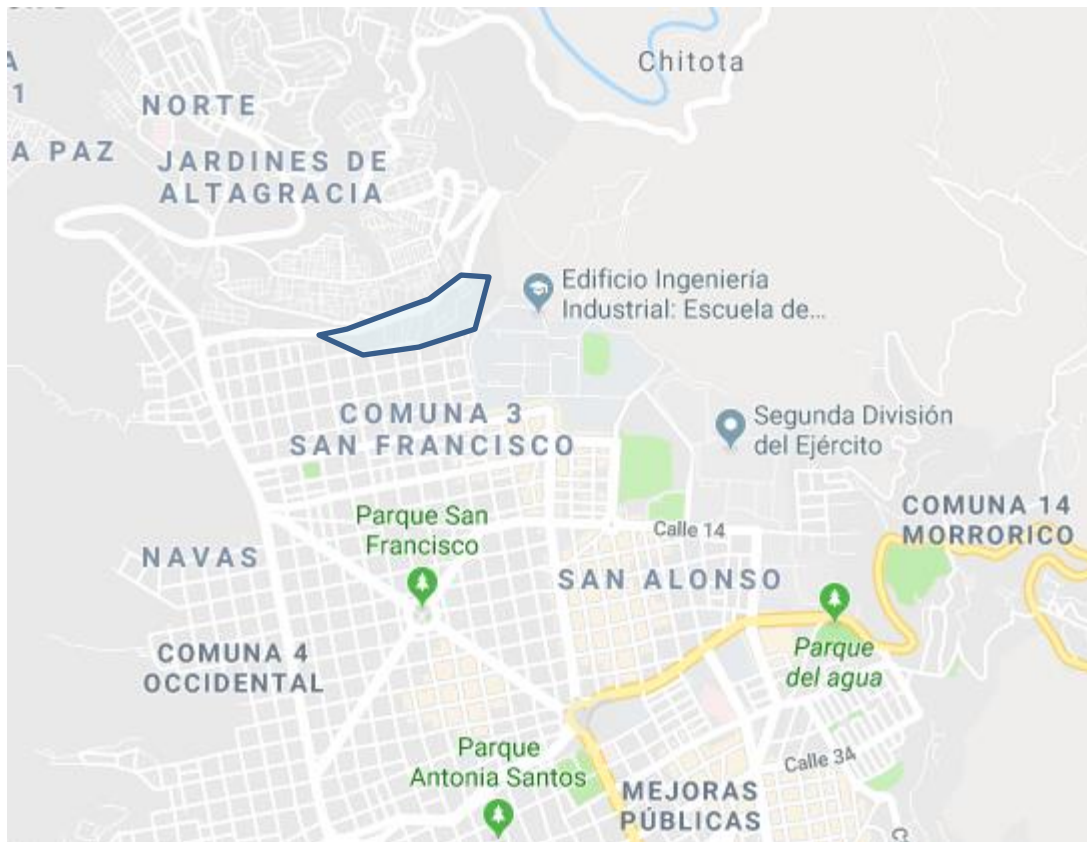 Chitota
NORTE
1
A PAZ
JARDINES DE
ALTAGRACIA
Edificio Ingeniería
Industrial: Escuela de...
COMUNA 3
SAN FRANCISCO
Segunda División
del Ejército
COMUNA 14
MORRORICO
Parque San
Francisco
Calle 14
NAVAS
SAN ALONSO
COMUNA 4
OCCIDENTAL
Parque
del agua
Parque
Antonia Santos
Calle 34
MEJORAS
PÚBLICAS